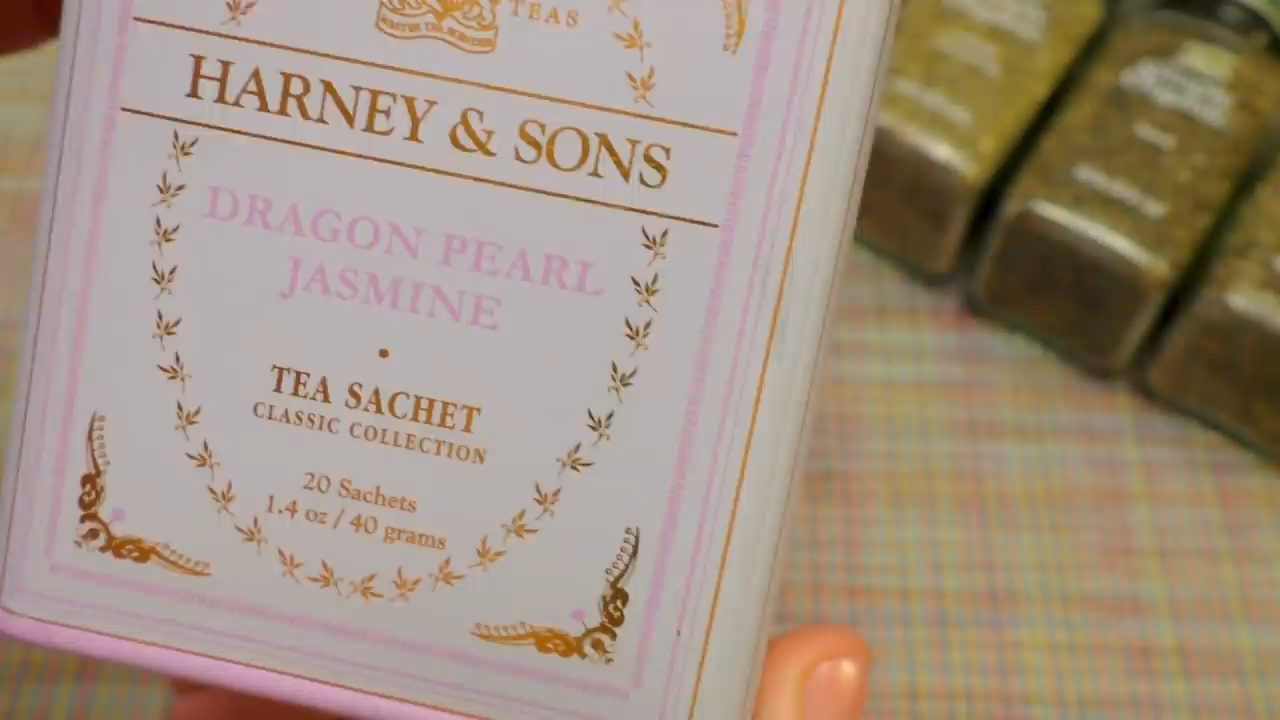 TEAS
HARNEY & SONS
DRAGON PEARL
JASMINE
TEA SACHET
CLASSIC COLLECTION
20 Sachets
1.4 oz / 40 grams